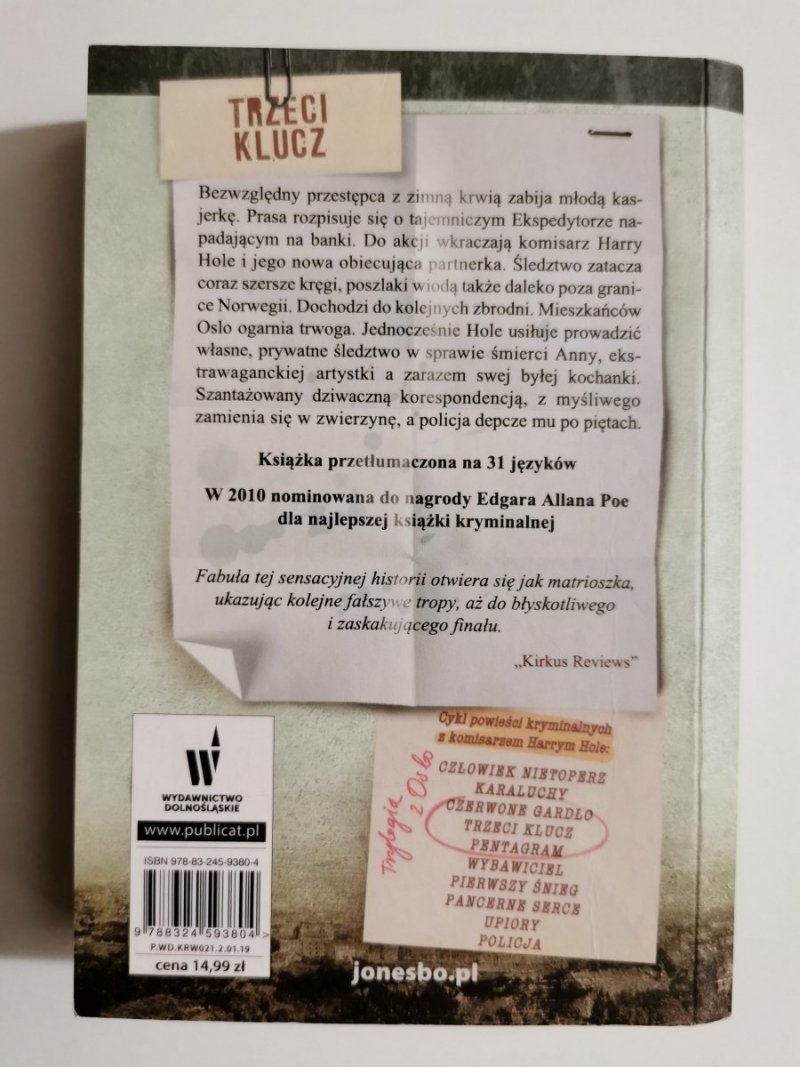 TRZECI
KLUCZ
Bezwzględny przestępca z zimną krwią zabija młodą kas-
jerkę. Prasa rozpisuje się o tajemniczym Ekspedytorze na-
padającym na banki. Do akcji wkraczają komisarz Harry
Hole i jego nowa obiecująca partnerka. Śledztwo zatacza
coraz szersze kręgi, poszlaki wiodą także daleko poza grani-
ce Norwegii. Dochodzi do kolejnych zbrodni. Mieszkańców
Oslo ogarnia trwoga. Jednocześnie Hole usiłuje prowadzić
własne, prywatne śledztwo w sprawie śmierci Anny, eks-
trawaganckiej artystki a zarazem swej byłej kochanki.
Szantażowany dziwaczną korespondencją, z myśliwego
zamienia się w zwierzynę, a policja depcze mu po piętach.
Książka przetłumaczona na 31 języków
W 2010 nominowana do nagrody Edgara Allana Poe
dla najlepszej książki kryminalnej
Fabuła tej sensacyjnej historii otwiera się jak matrioszka,
ukazując kolejne fałszywe tropy, aż do błyskotliwego
i zaskakującego finału.
„Kirkus Reviews”
Cykl powieści kryminalnych
z komisarzem Harrym Hole:
CZŁOWIEK NIETOPERZ
KARALUCHY
CZERWONE GARDŁO
TRZECI KLUCZ
PENTAGRAM
WYBAWICIEL
PIERWSZY ŚNIEG
PANCERNE SERCE
UPIORY
POLICJA
Trylogia
z Oslo
WYDAWNICTWO
DOLNOŚLĄSKIE
www.publicat.pl
ISBN 978-83-245-9380-4
9 788324 593804 >
P.WD.KRW021.2.01.19
cena 14,99 zł
jonesbo.pl